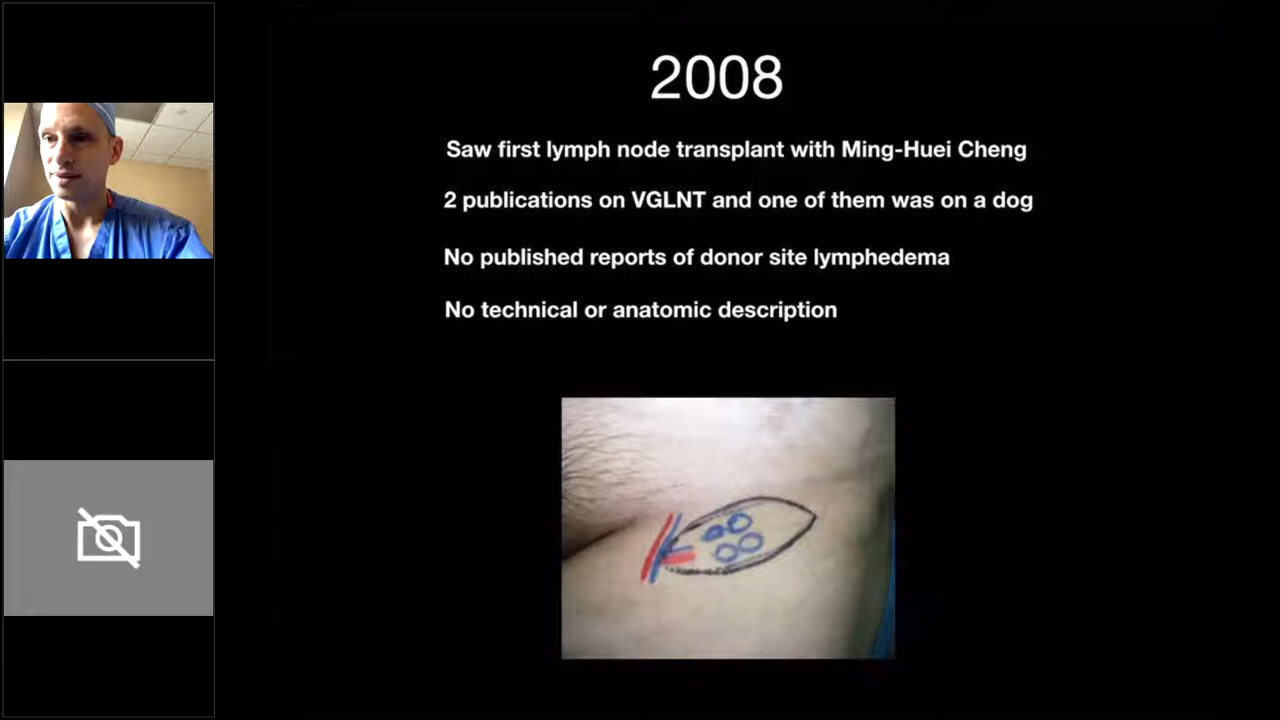 2008
Saw first lymph node transplant with Ming-Huei Cheng
2 publications on VGLNT and one of them was on a dog
No published reports of donor site lymphedema
No technical or anatomic description